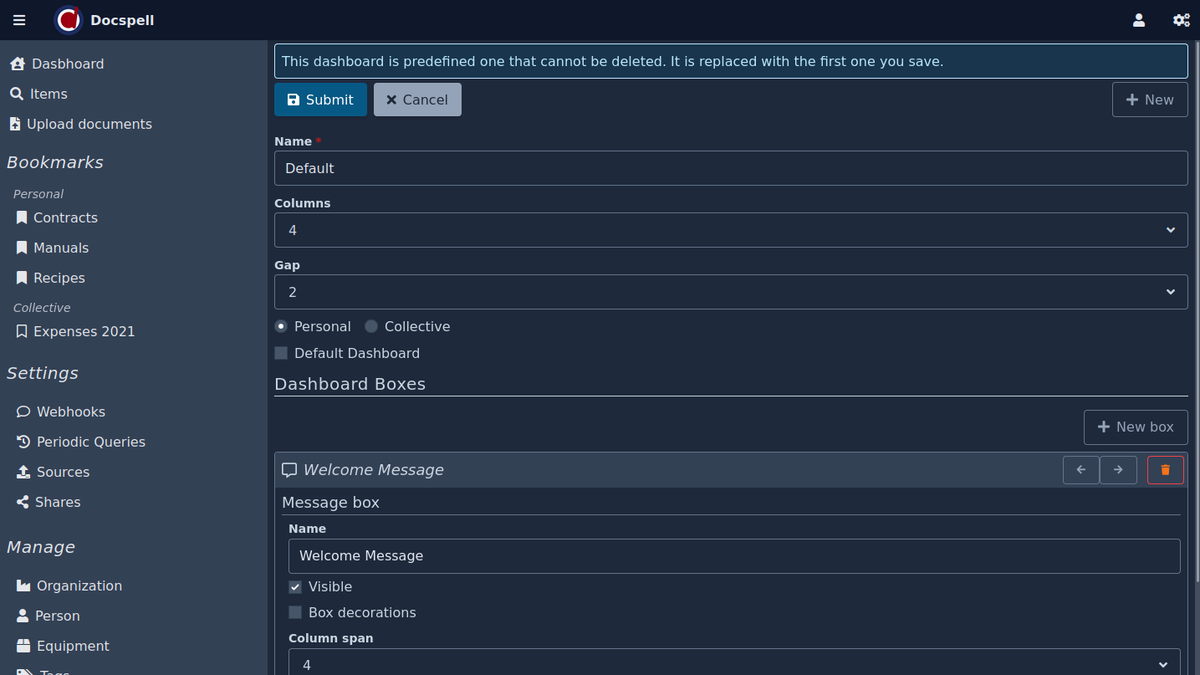 Docspell
Dasbhoard
Items
Upload documents
Bookmarks
Personal
Contracts
Manuals
Recipes
Collective
Expenses 2021
Settings
Webhooks
Periodic Queries
Sources
Shares
Manage
Organization
Person
Equipment
Tags
This dashboard is predefined one that cannot be deleted. It is replaced with the first one you save.
Submit
Cancel
New
Name *
Default
Columns
4
Gap
2
Personal
Collective
Default Dashboard
Dashboard Boxes
New box
Welcome Message
Message box
Name
Welcome Message
Visible
Box decorations
Column span
4